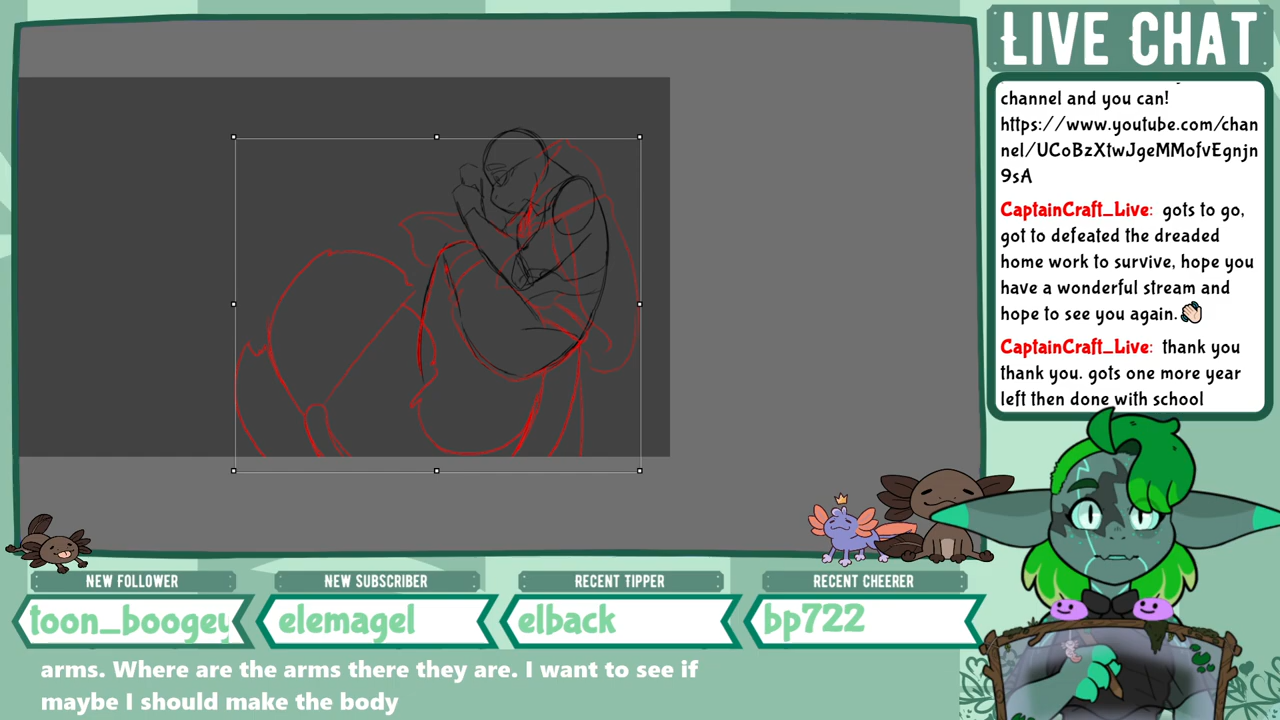 LIVE CHAT
channel and you can!
https://www.youtube.com/chan
nel/UCoBzXtwJgeMMofvEgnjn
9sA
CaptainCraft_Live: gots to go,
got to defeated the dreaded
home work to survive, hope you
have a wonderful stream and
hope to see you again.👏🏻
CaptainCraft_Live: thank you
thank you. gots one more year
left then done with school
NEW FOLLOWER
NEW SUBSCRIBER
RECENT TIPPER
RECENT CHEERER
toon_boogey
elemagel
elback
bp722
arms. Where are the arms there they are. I want to see if
maybe I should make the body